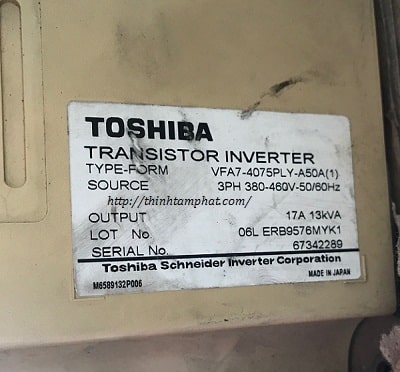 TOSHIBA
TRANSISTOR INVERTER
TYPE-FORM VFA7-4075PLY-A50A(1)
SOURCE 3PH 380-460V-50/60Hz
http://thinhtamphat.com/
OUTPUT 17A 13kVA
LOT No. 06L ERB9576MYK1
SERIAL No. 67342289
Toshiba Schneider Inverter Corporation
M6589132P006 MADE IN JAPAN